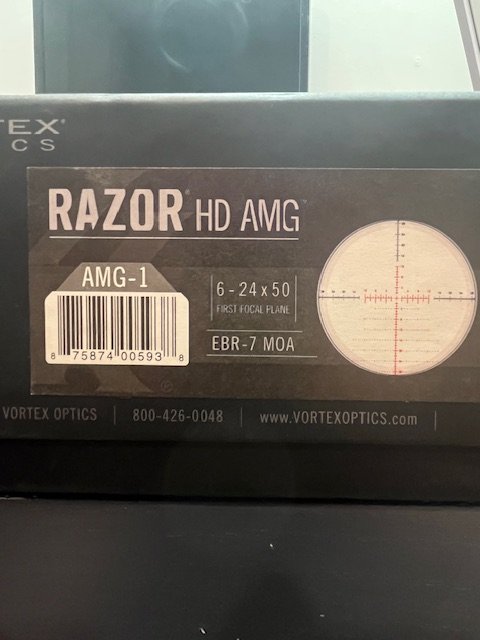 TEX
CS
RAZOR® HD AMG™
AMG-1
6-24x50
FIRST FOCAL PLANE
EBR-7 MOA
8 75874 00593 8
VORTEX OPTICS | 800-426-0048 | www.VORTEXOPTICS.com |